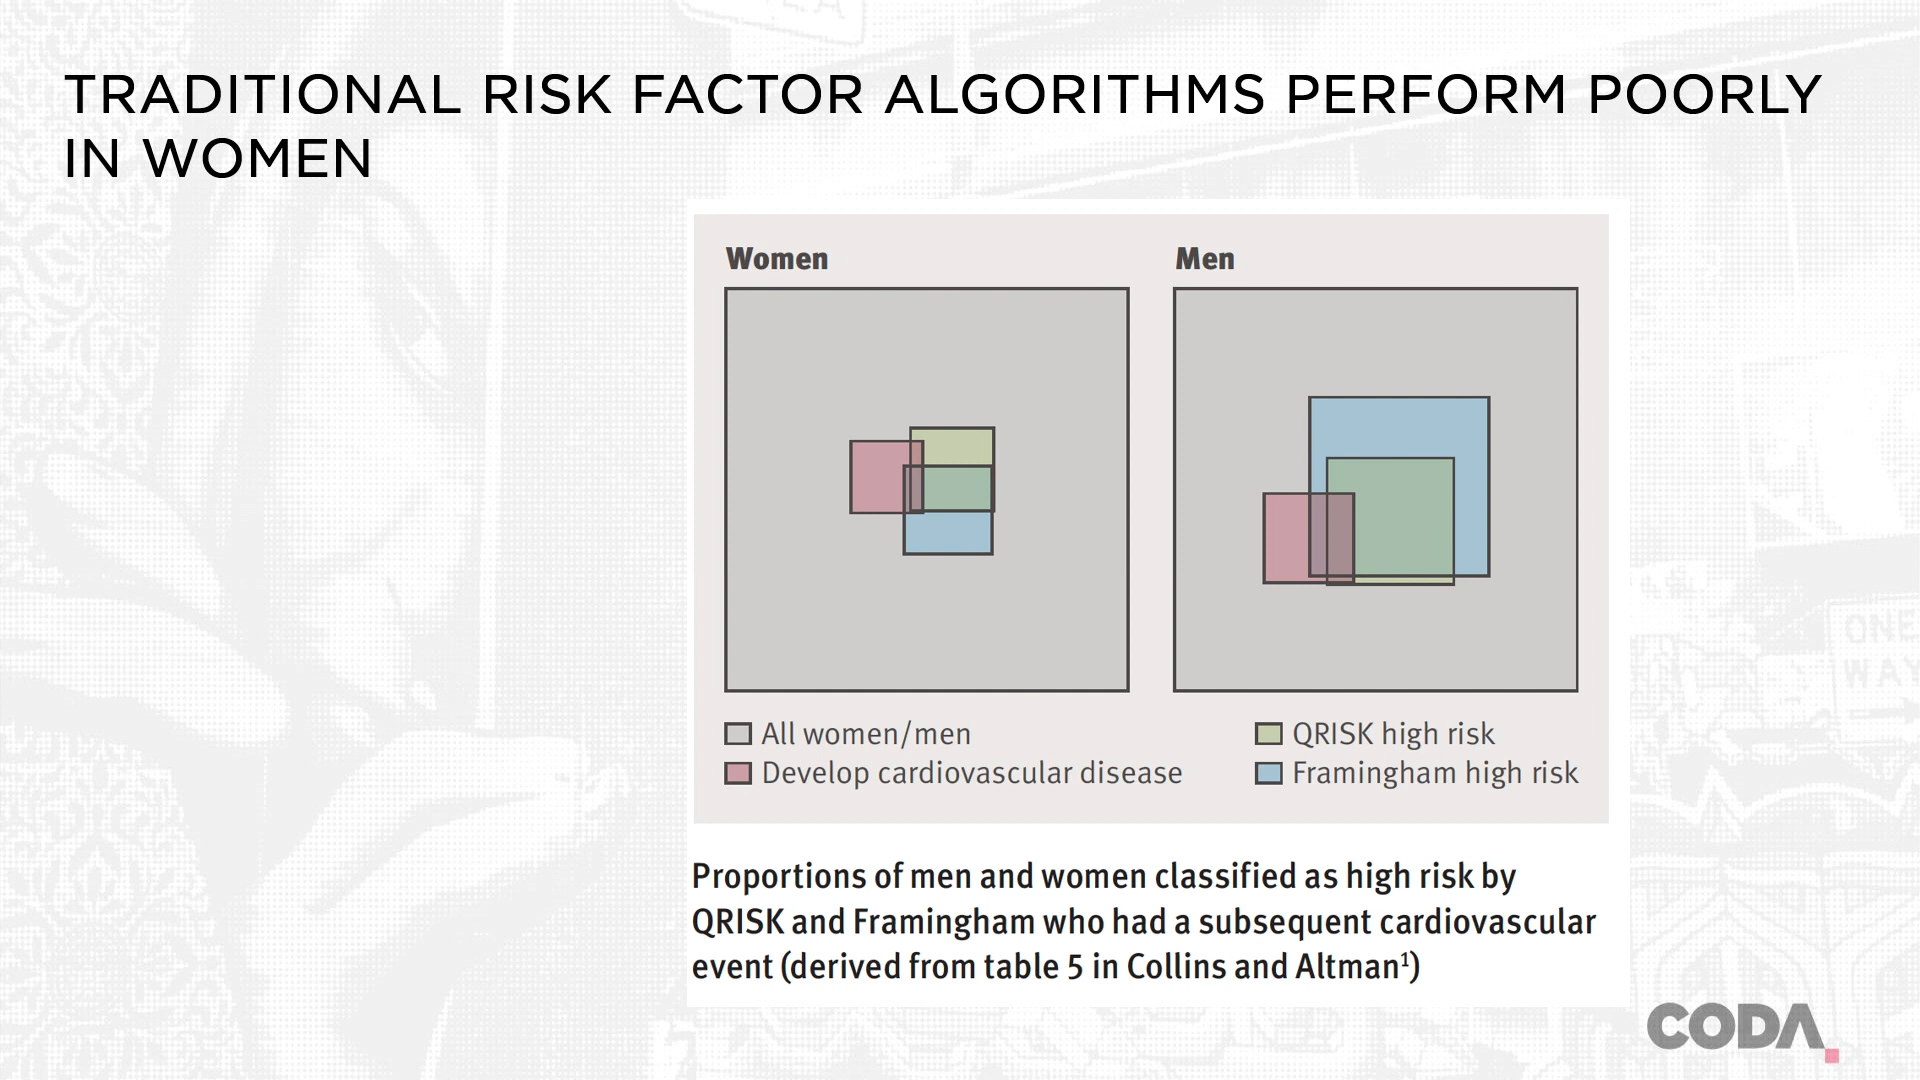 TRADITIONAL RISK FACTOR ALGORITHMS PERFORM POORLY
IN WOMEN
Women
Men
All women/men
QRISK high risk
Develop cardiovascular disease
Framingham high risk
Proportions of men and women classified as high risk by
QRISK and Framingham who had a subsequent cardiovascular
event (derived from table 5 in Collins and Altman¹)
ONE
WAY
CODA